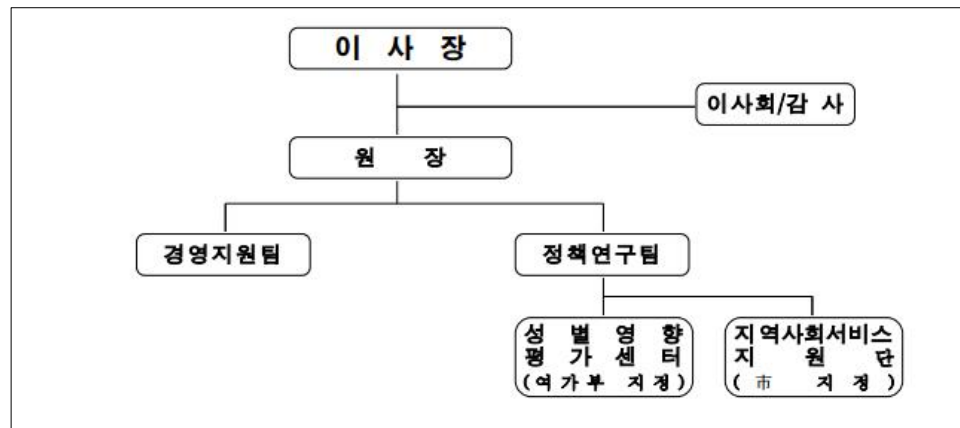 이 사 장
이사회/감 사
원 장
경영지원팀
정책연구팀
성 별 영 향
평 가 센 터
(여가부 지정)
지역사회서비스
지 원 단
( 市 지 정 )